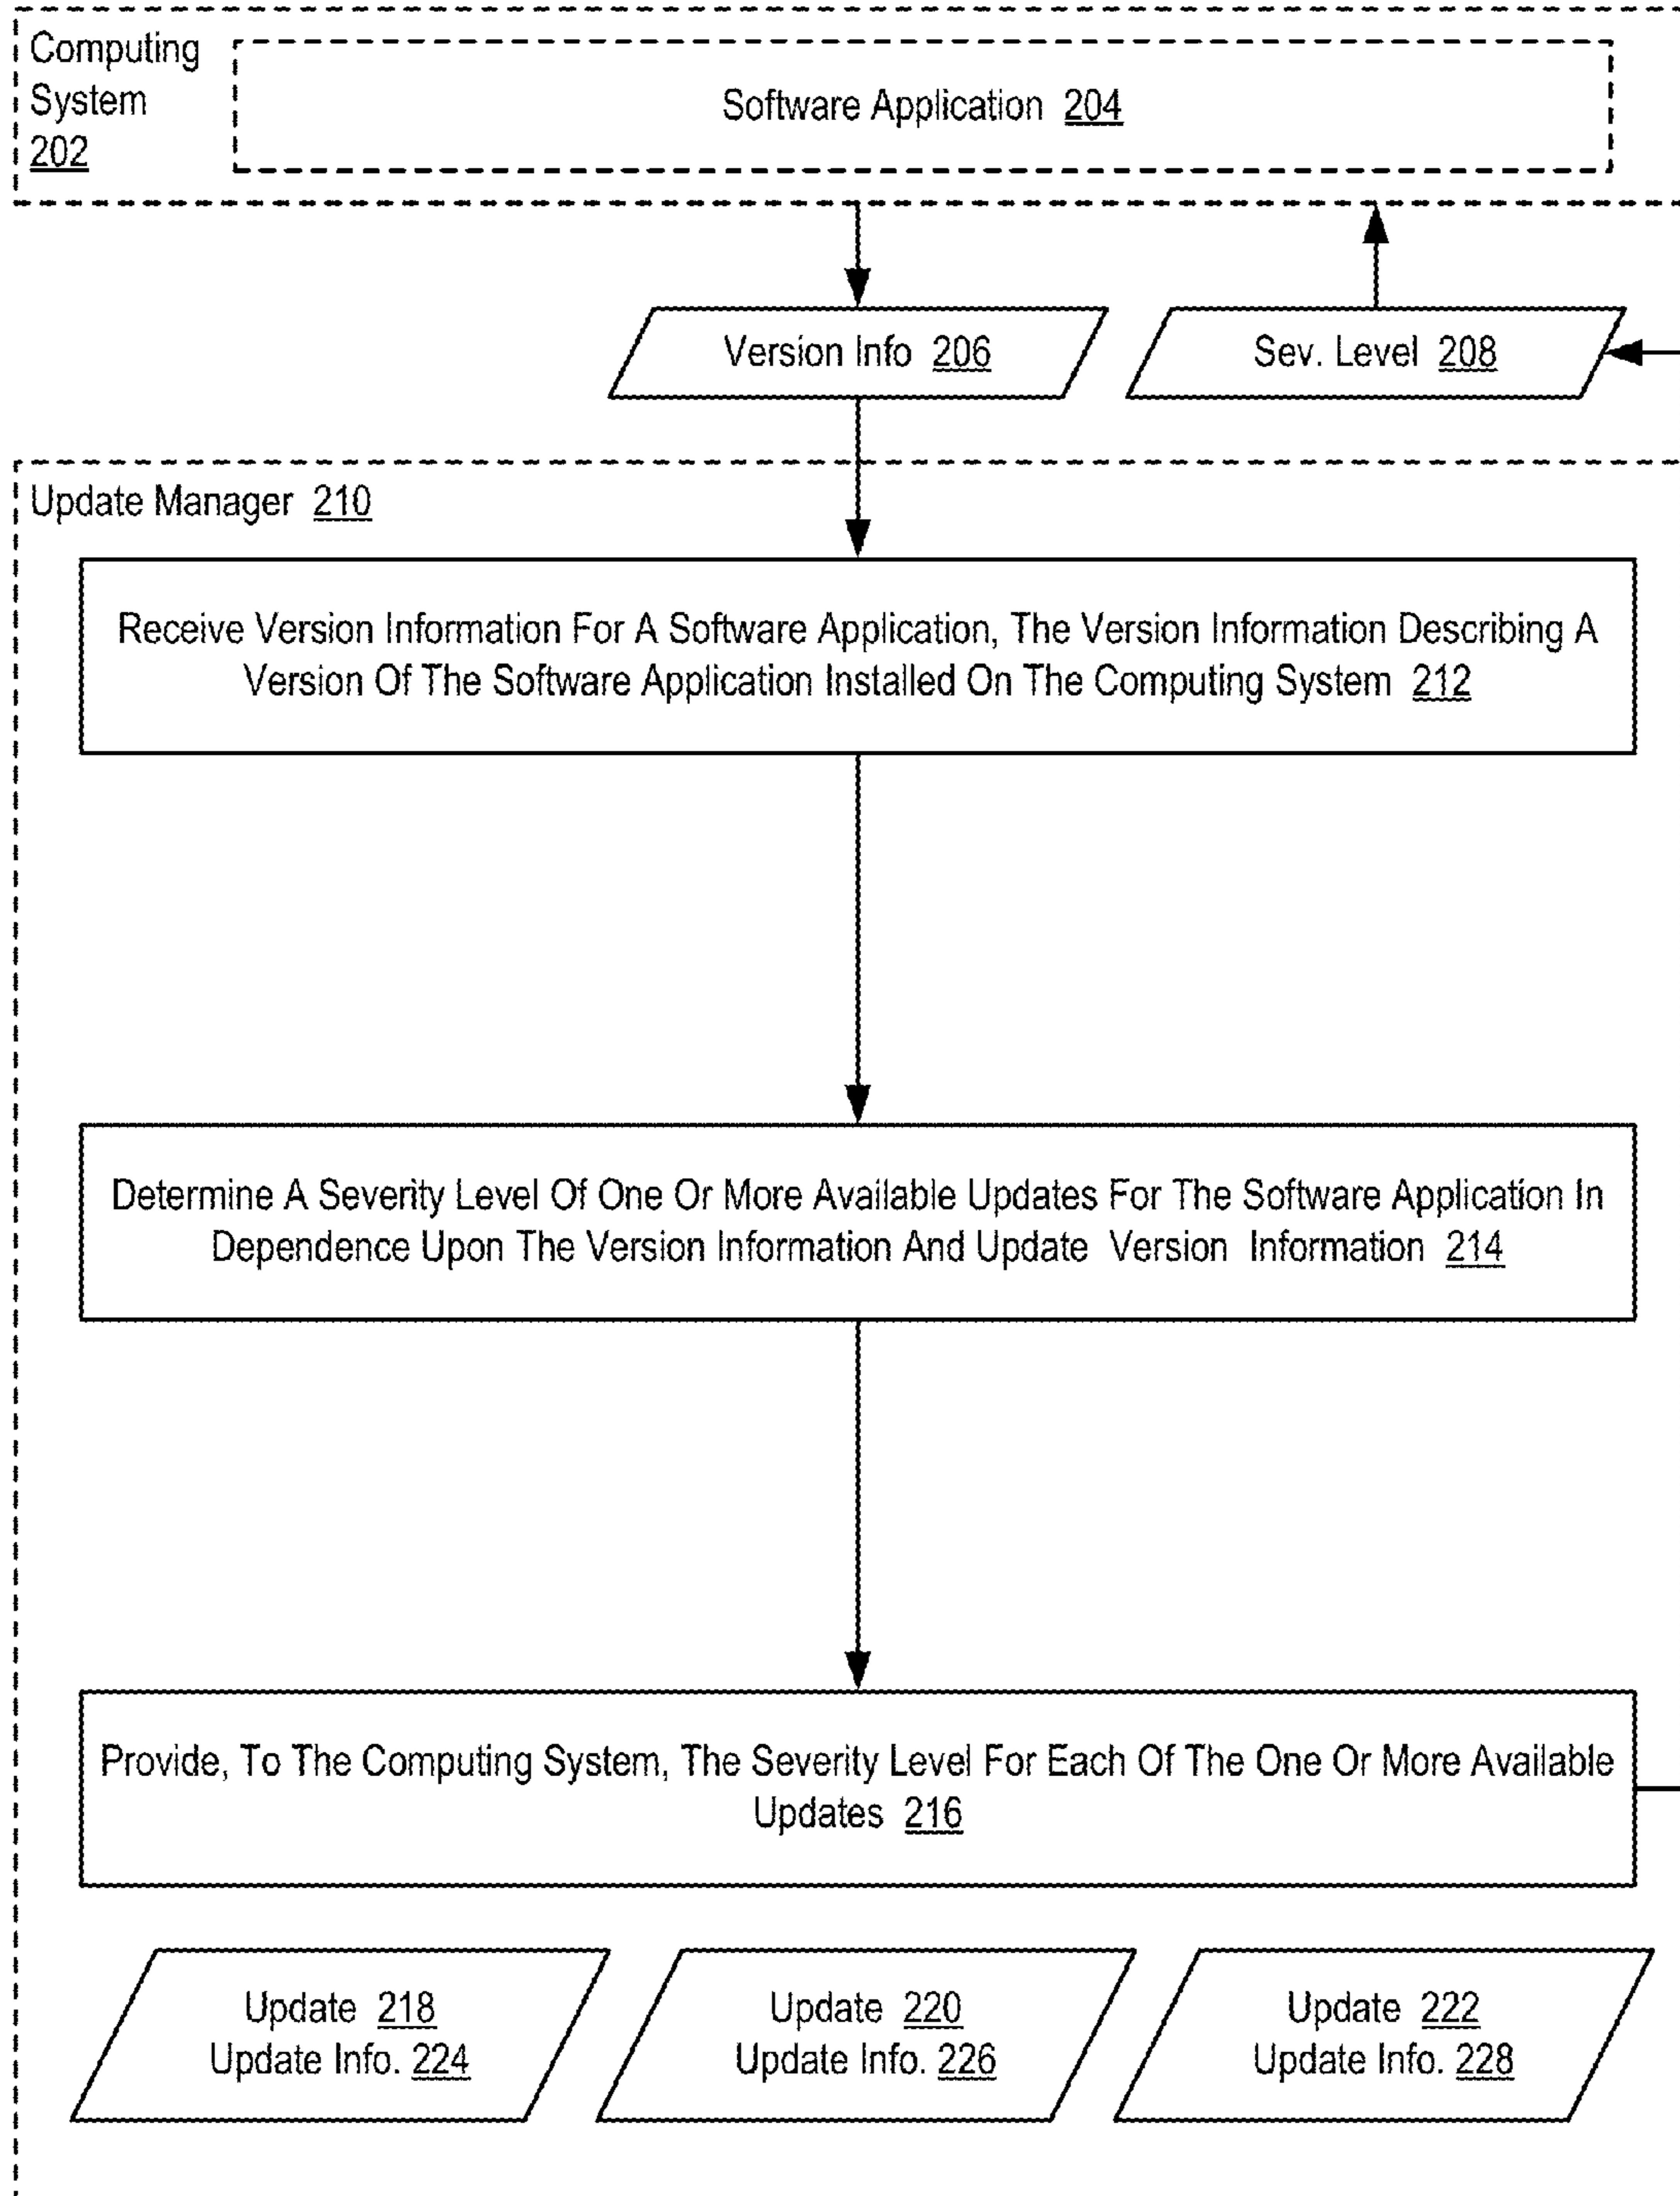 Computing
System
202
Software Application 204
Version Info 206
Sev. Level 208
Update Manager 210
Receive Version Information For A Software Application, The Version Information Describing A
Version Of The Software Application Installed On The Computing System 212
Determine A Severity Level Of One Or More Available Updates For The Software Application In
Dependence Upon The Version Information And Update Version Information 214
Provide, To The Computing System, The Severity Level For Each Of The One Or More Available
Updates 216
Update 218
Update Info. 224
Update 220
Update Info. 226
Update 222
Update Info. 228